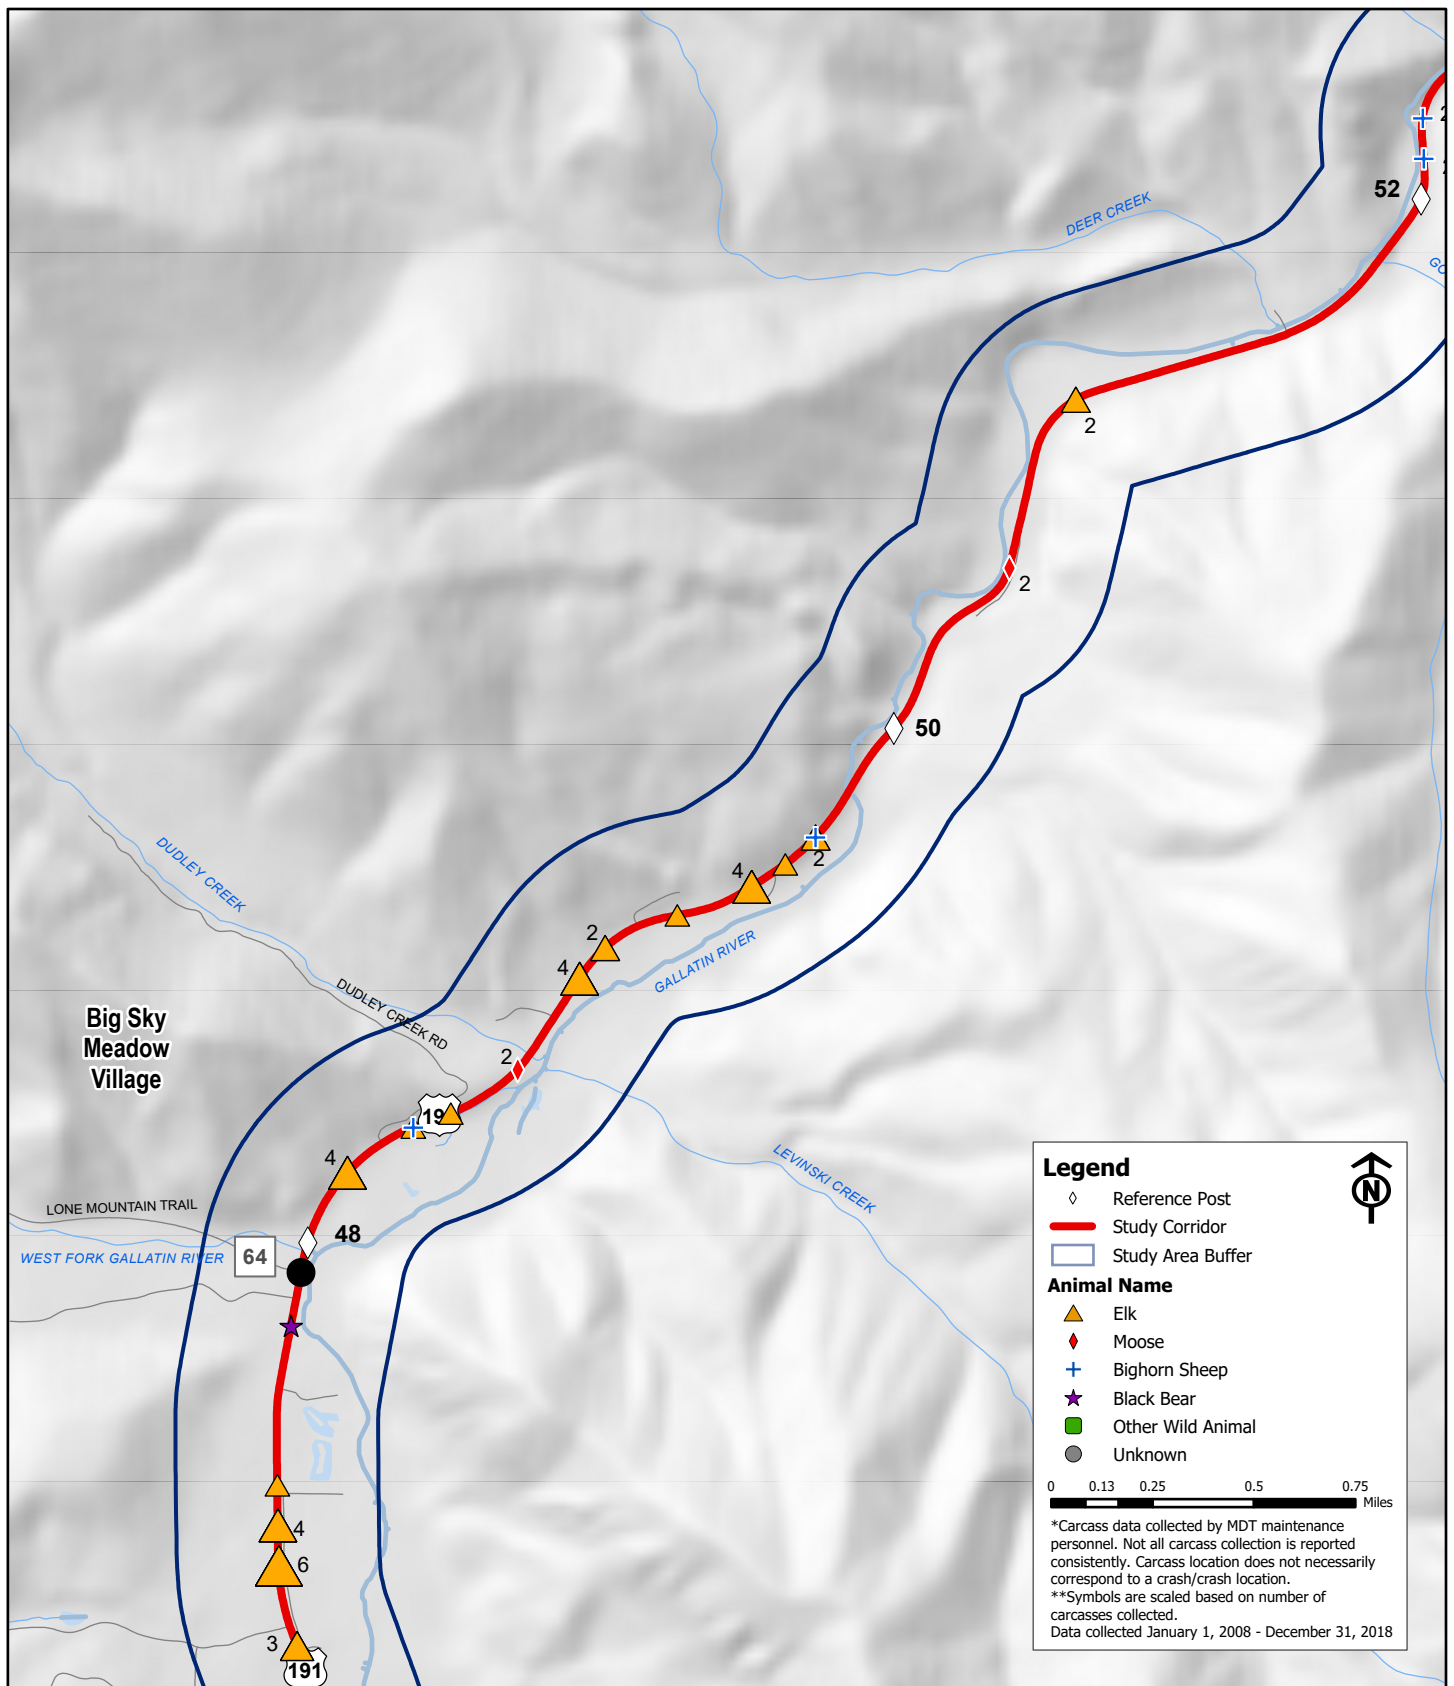 2
2
52
DEER CREEK
2
2
50
2
4
2
GALLATIN RIVER
4
DUDLEY CREEK
DUDLEY CREEK RD
Big Sky
Meadow
Village
2
4
LONE MOUNTAIN TRAIL
48
64
WEST FORK GALLATIN RIVER
LEVINSKI CREEK
4
6
3
191
Legend
N
Reference Post
Study Corridor
Study Area Buffer
Animal Name
Elk
Moose
Bighorn Sheep
Black Bear
Other Wild Animal
Unknown
0 0.13 0.25 0.5 0.75
Miles
*Carcass data collected by MDT maintenance
personnel. Not all carcass collection is reported
consistently. Carcass location does not necessarily
correspond to a crash/crash location.
**Symbols are scaled based on number of
carcasses collected.
Data collected January 1, 2008 - December 31, 2018